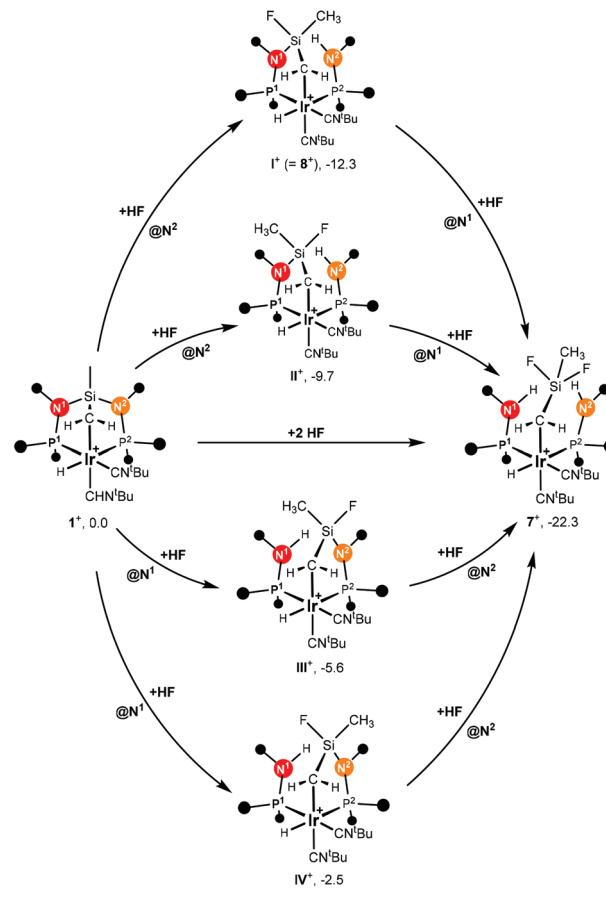 F CH₃
Si H
N¹ N²
H C H
P¹ P²
Ir⁺
H CNᵗBu
CNᵗBu
I⁺ (= 8⁺), -12.3
+HF
@N²
+HF
@N¹
H₃C F
Si H
N¹ N²
H C H
P¹ P²
Ir⁺
H CNᵗBu
CNᵗBu
II⁺, -9.7
+HF
@N²
+HF
@N¹
Si
N¹ N²
H C H
P¹ P²
Ir⁺
H CNᵗBu
CHNᵗBu
1⁺, 0.0
+2 HF
CH₃
F Si F
H H
N¹ N²
H C H
P¹ P²
Ir⁺
H CNᵗBu
CNᵗBu
7⁺, -22.3
H₃C F
H Si
N¹ N²
C H
P¹ P²
Ir⁺
H CNᵗBu
CNᵗBu
III⁺, -5.6
+HF
@N¹
+HF
@N²
F CH₃
H Si
N¹ N²
H C H
P¹ P²
Ir⁺
H CNᵗBu
CNᵗBu
IV⁺, -2.5
+HF
@N¹
+HF
@N²